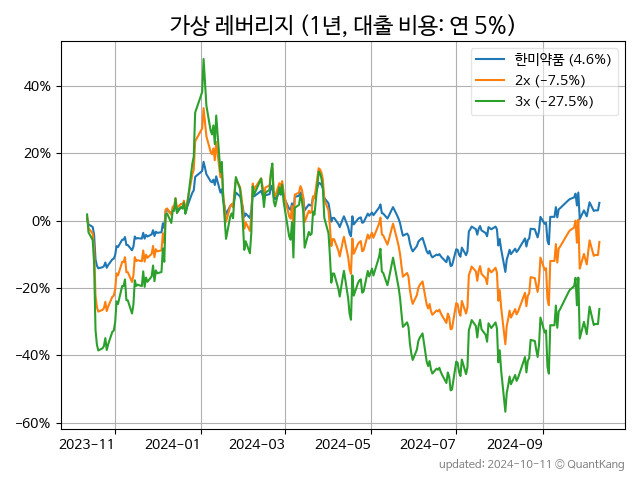 가상 레버리지 (1년, 대출 비용: 연 5%)
한미약품 (4.6%)
2x (−7.5%)
3x (−27.5%)
40%
20%
0%
−20%
−40%
−60%
2023−11 2024−01 2024−03 2024−05 2024−07 2024−09
updated: 2024-10-11 © QuantKang